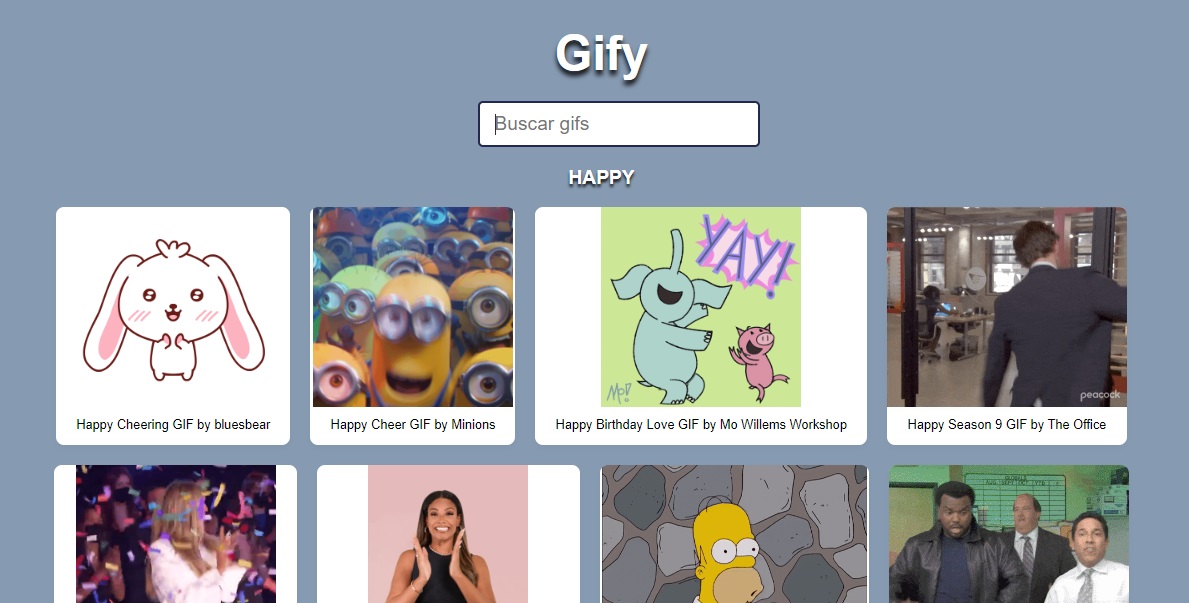 Gify
Buscar gifs
HAPPY
YAY!
Mo!
peacock
Happy Cheering GIF by bluesbear
Happy Cheer GIF by Minions
Happy Birthday Love GIF by Mo Willems Workshop
Happy Season 9 GIF by The Office